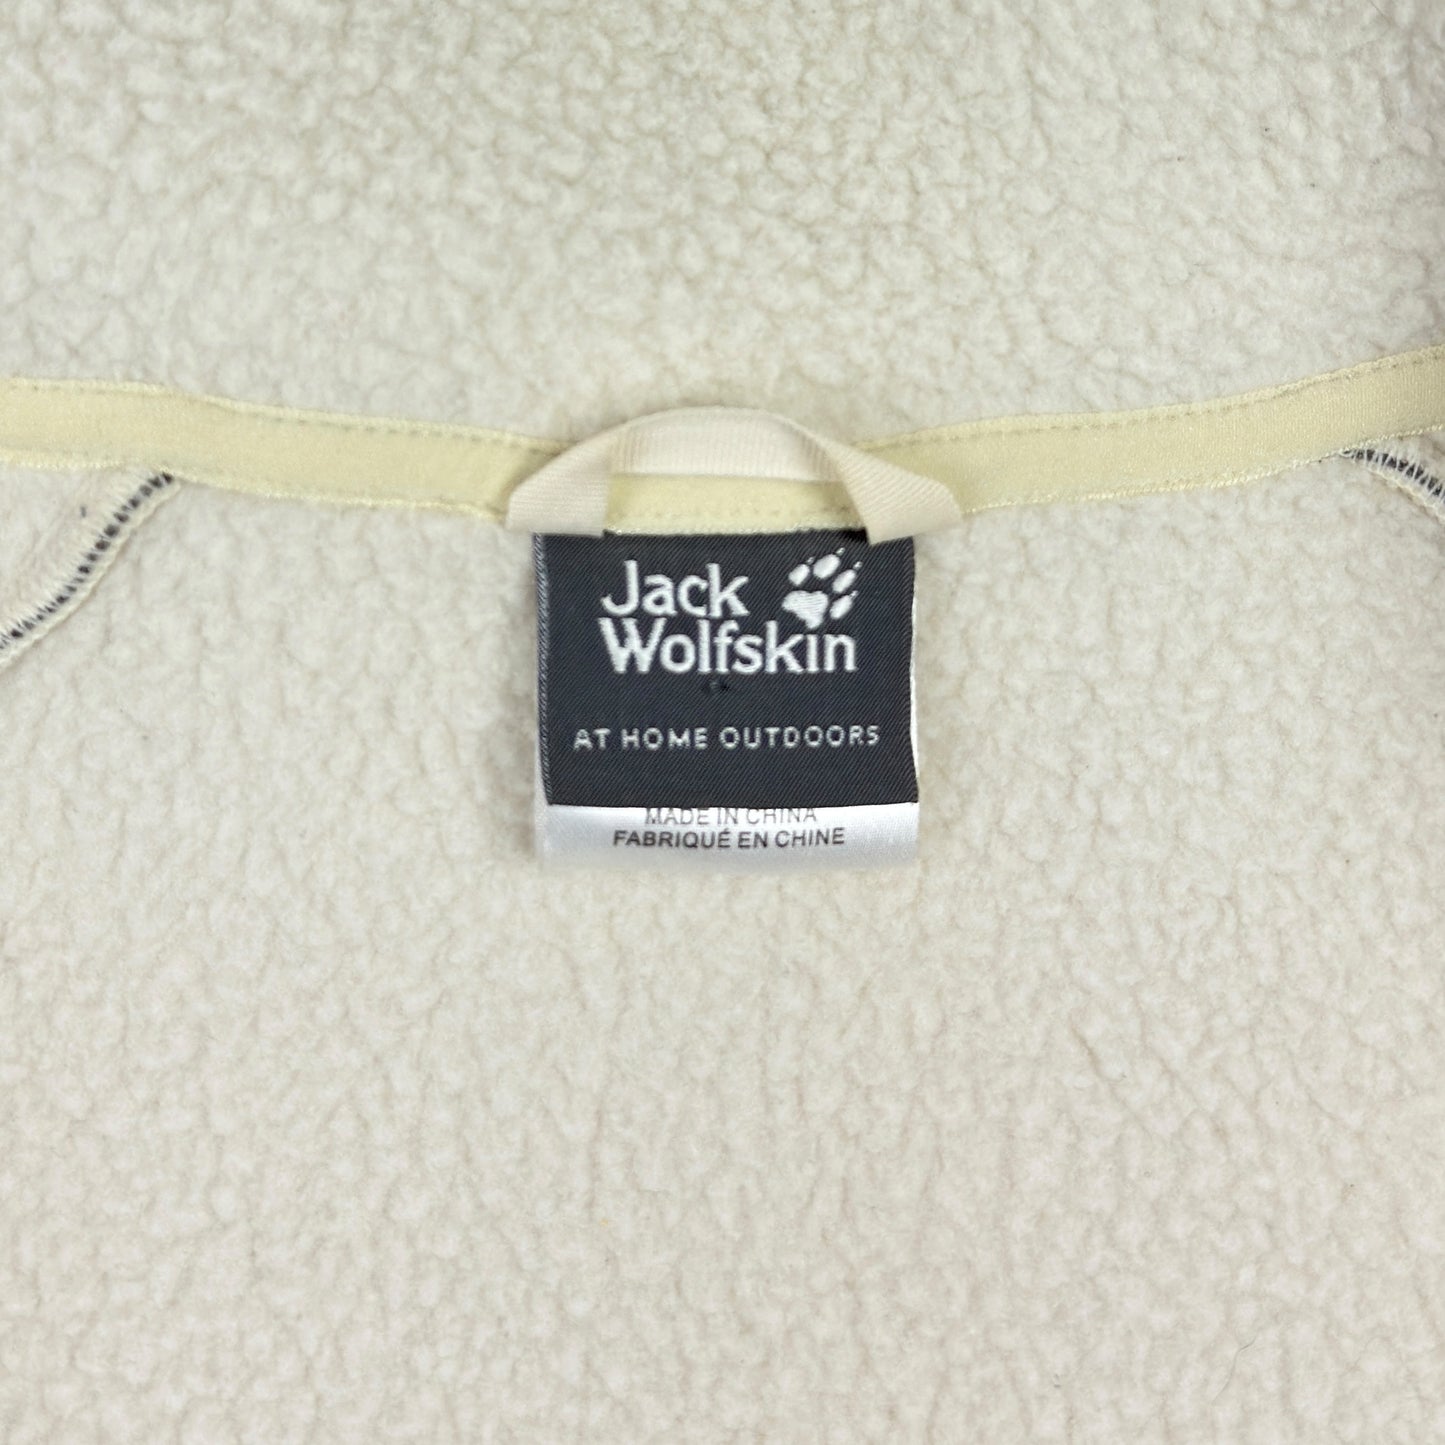 Jack
Wolfskin
AT HOME OUTDOORS
MADE IN CHINA
FABRIQUÉ EN CHINE